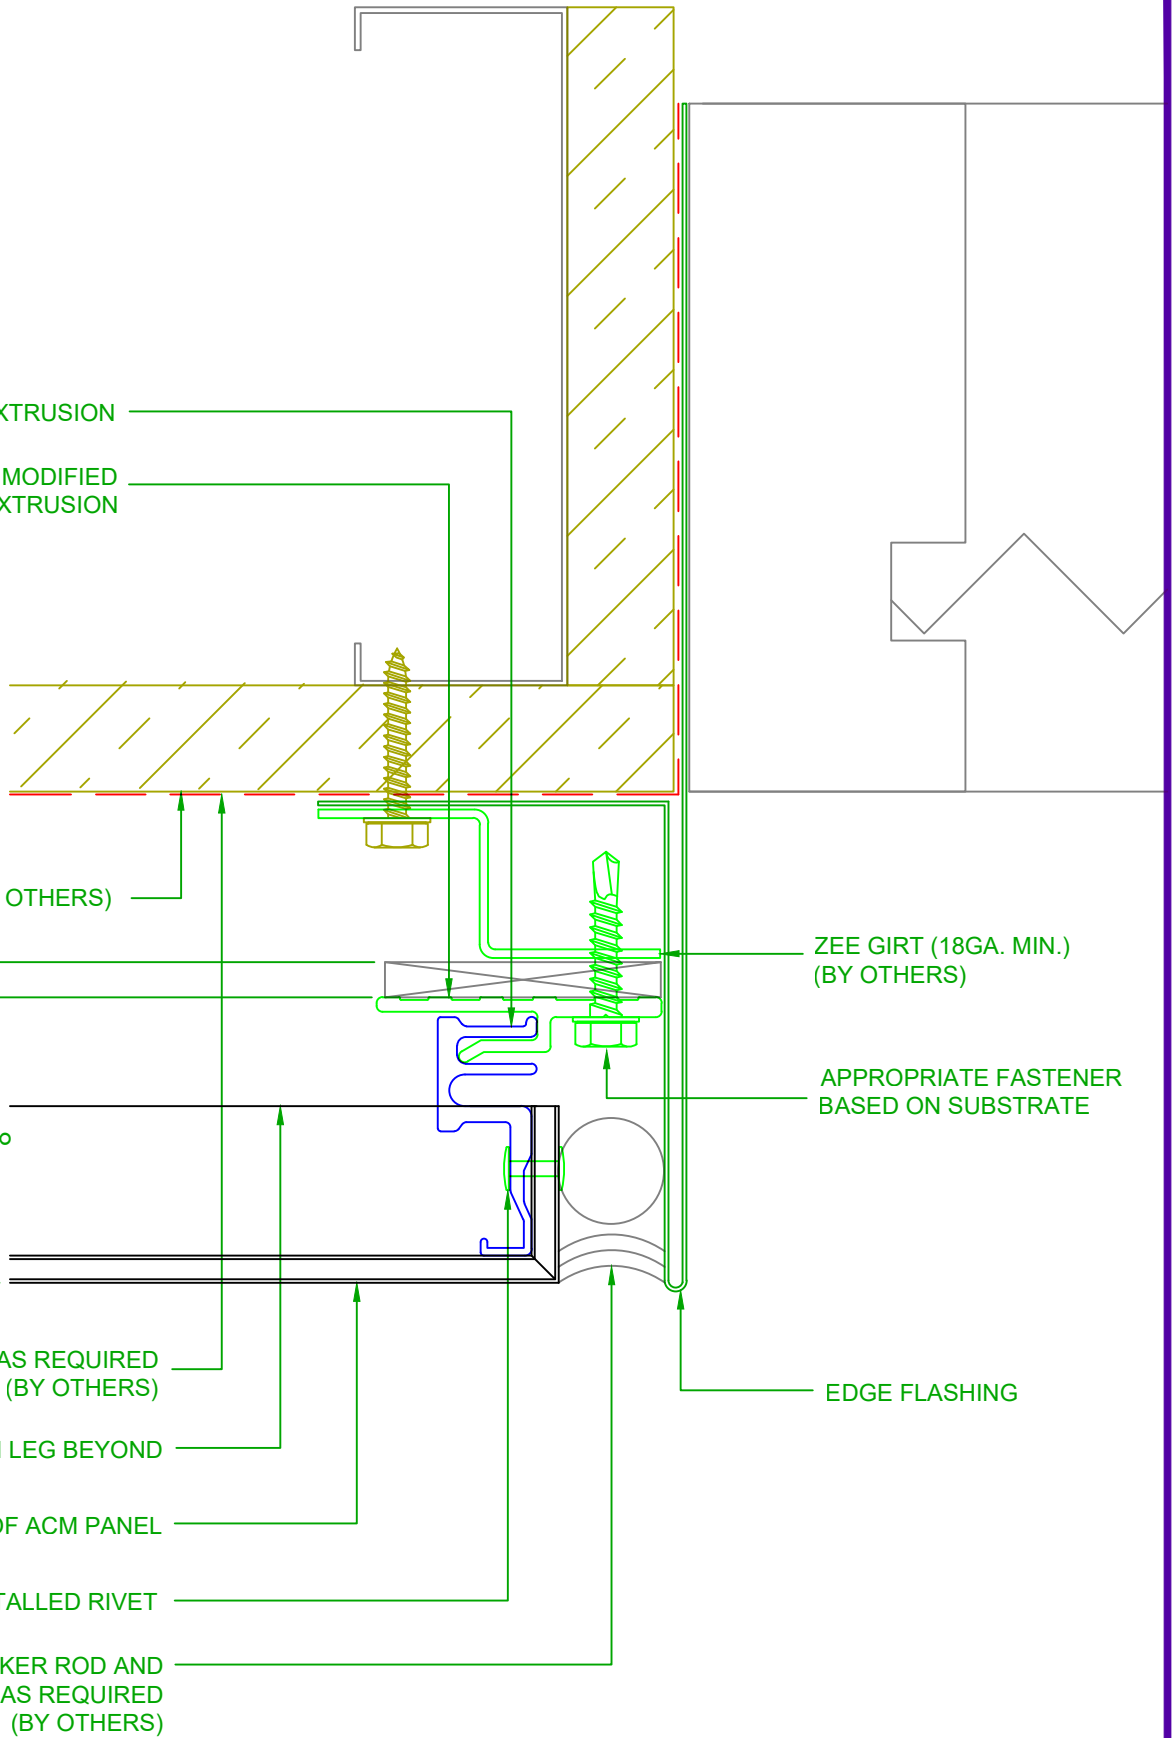 XTRUSION
MODIFIED
XTRUSION
OTHERS)
ZEE GIRT (18GA. MIN.)
(BY OTHERS)
APPROPRIATE FASTENER
BASED ON SUBSTRATE
AS REQUIRED
(BY OTHERS)
EDGE FLASHING
LEG BEYOND
OF ACM PANEL
TALLED RIVET
KER ROD AND
AS REQUIRED
(BY OTHERS)